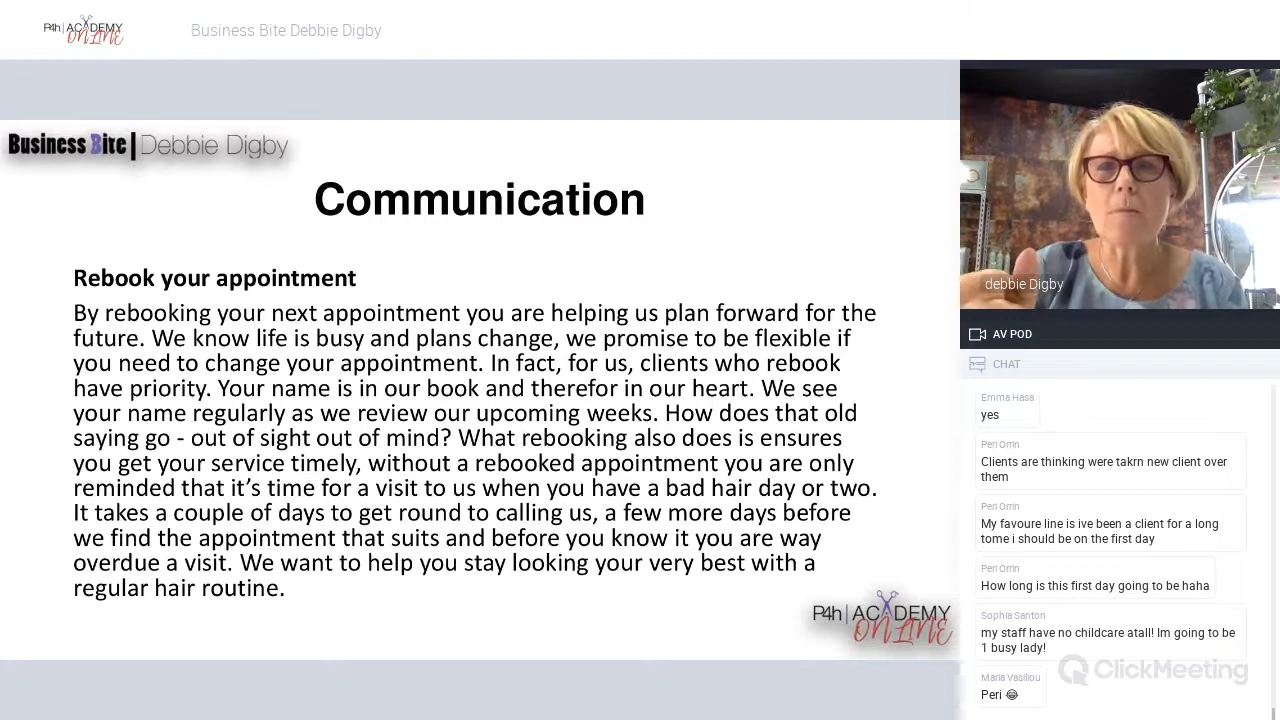 P4h | ACADEMY
ONLINE
Business Bite Debbie Digby
Business Bite | Debbie Digby
Communication
Rebook your appointment
By rebooking your next appointment you are helping us plan forward for the
future. We know life is busy and plans change, we promise to be flexible if
you need to change your appointment. In fact, for us, clients who rebook
have priority. Your name is in our book and therefor in our heart. We see
your name regularly as we review our upcoming weeks. How does that old
saying go - out of sight out of mind? What rebooking also does is ensures
you get your service timely, without a rebooked appointment you are only
reminded that it’s time for a visit to us when you have a bad hair day or two.
It takes a couple of days to get round to calling us, a few more days before
we find the appointment that suits and before you know it you are way
overdue a visit. We want to help you stay looking your very best with a
regular hair routine.
P4h | ACADEMY
ONLINE
debbie Digby
AV POD
CHAT
Emma Hasa
yes
Peri Orrin
Clients are thinking were takrn new client over
them
Peri Orrin
My favoure line is ive been a client for a long
tome i should be on the first day
Peri Orrin
How long is this first day going to be haha
Sophia Santon
my staff have no childcare atall! Im going to be
1 busy lady!
Maria Vasiliou
Peri 😂
ClickMeeting